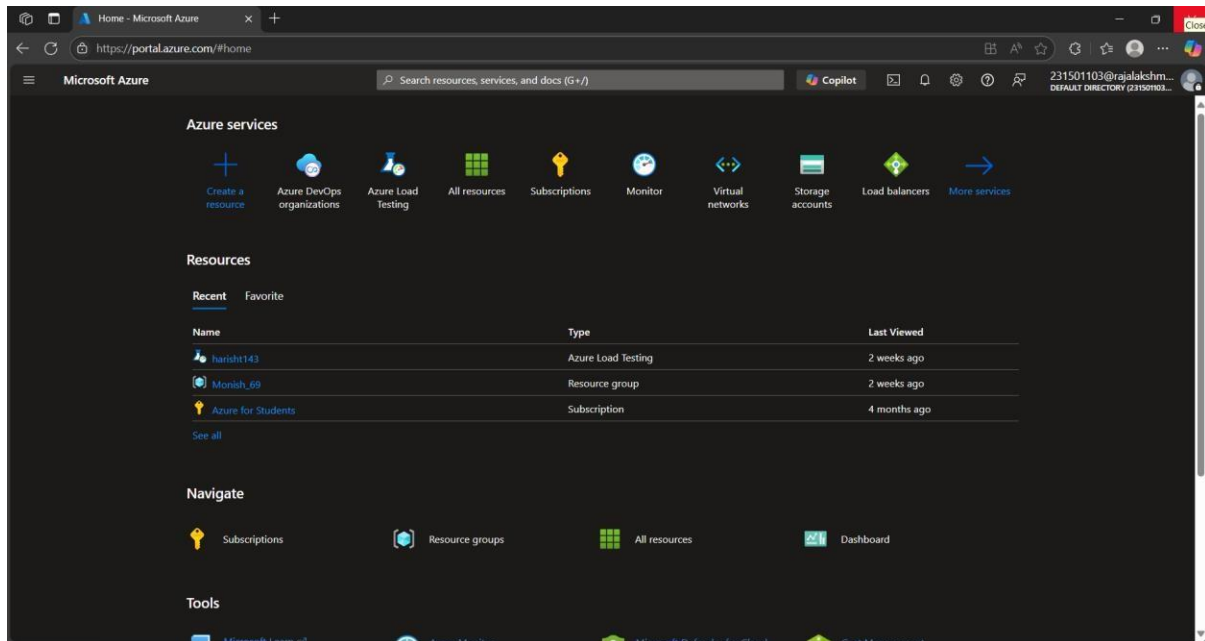 Home - Microsoft Azure
Close
https://portal.azure.com/#home
Microsoft Azure
Search resources, services, and docs (G+/)
Copilot
231501103@rajalakshm...
DEFAULT DIRECTORY (231501103...
Azure services
Create a resource
Azure DevOps organizations
Azure Load Testing
All resources
Subscriptions
Monitor
Virtual networks
Storage accounts
Load balancers
More services
Resources
Recent Favorite
Name Type Last Viewed
harisht143 Azure Load Testing 2 weeks ago
Monish_69 Resource group 2 weeks ago
Azure for Students Subscription 4 months ago
See all
Navigate
Subscriptions Resource groups All resources Dashboard
Tools